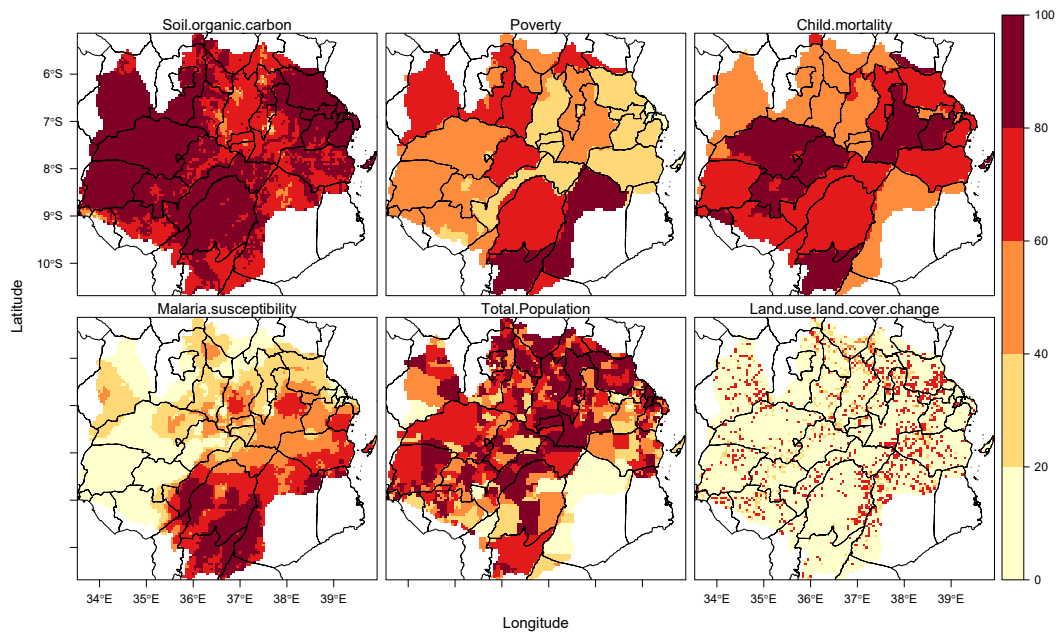 Soil.organic.carbon Poverty Child.mortality
100
80
60
40
20
0
6°S
7°S
8°S
9°S
10°S
Latitude
Malaria.susceptibility Total.Population Land.use.land.cover.change
34°E 35°E 36°E 37°E 38°E 39°E
34°E 35°E 36°E 37°E 38°E 39°E
Longitude